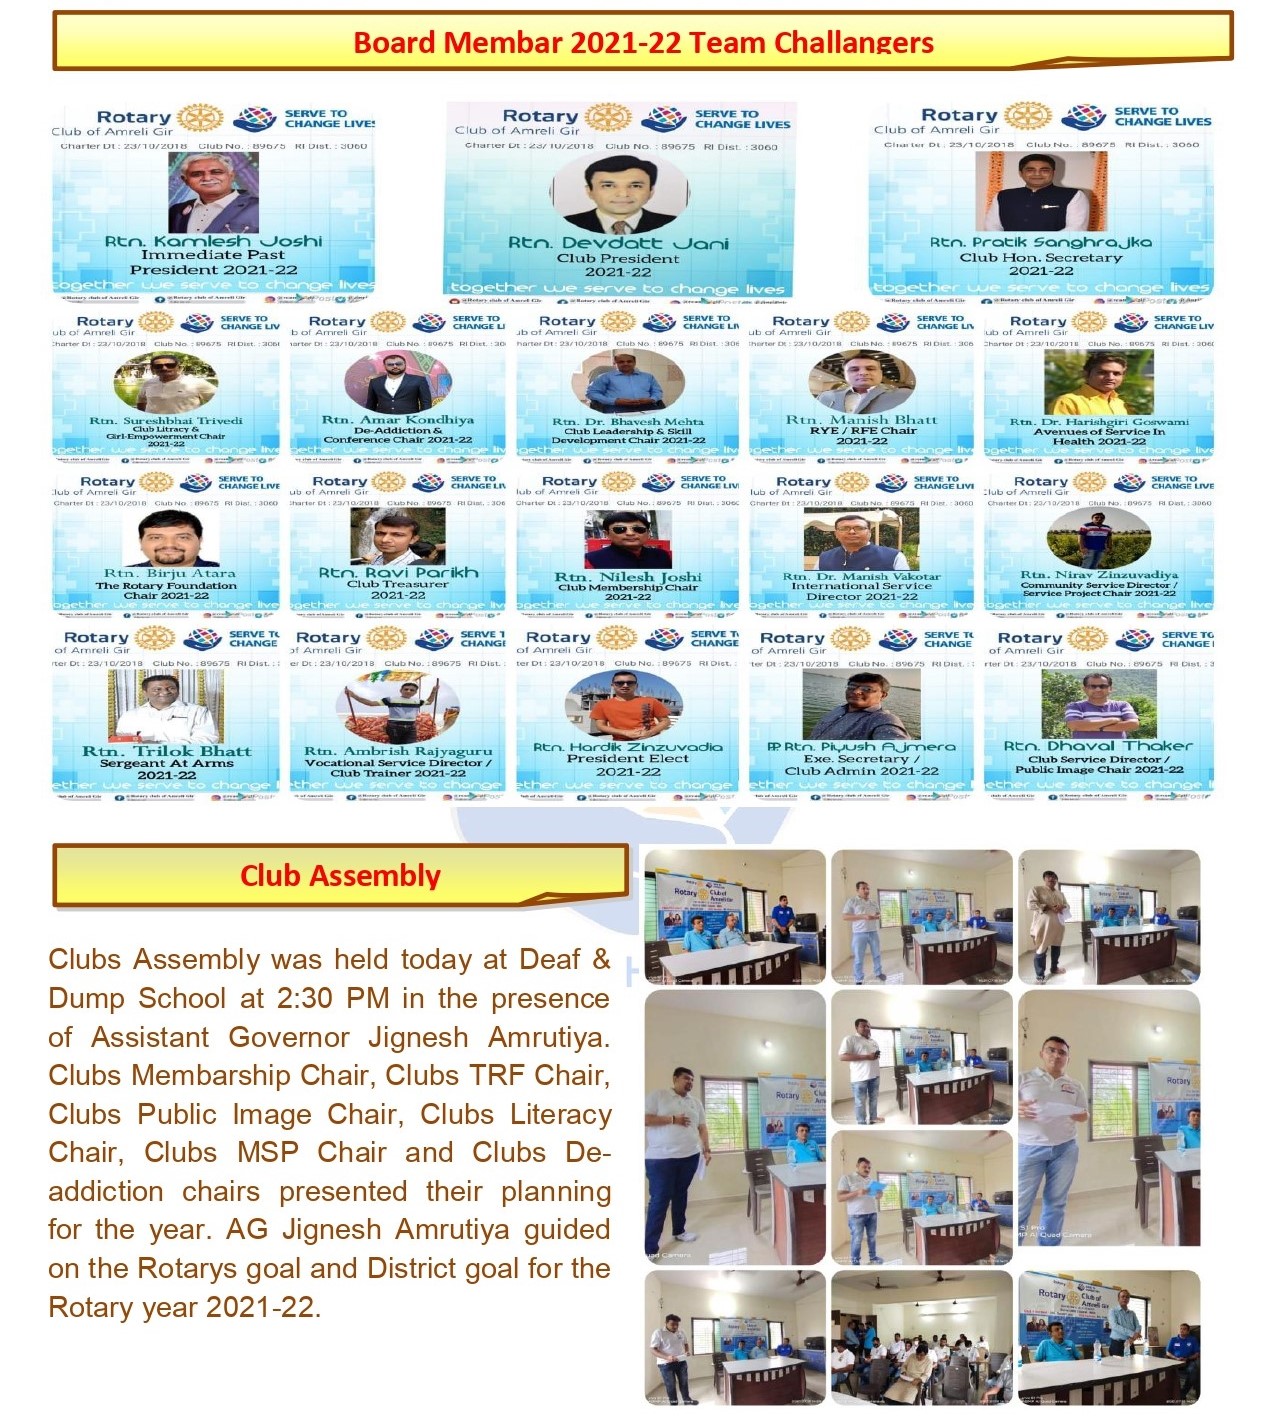 Board Membar 2021-22 Team Challangers
Rotary SERVE TO CHANGE LIVES
Club of Amreli Gir
Charter Dt : 23/10/2018 Club No. : 89675 RI Dist. : 3060
Rtn. Kamlesh Joshi
Immediate Past
President 2021-22
together we serve to change lives
Rotary SERVE TO CHANGE LIVES
Club of Amreli Gir
Charter Dt : 23/10/2018 Club No. : 89675 RI Dist. : 3060
Rtn. Devdatt Jani
Club President
2021-22
together we serve to change lives
Rotary SERVE TO CHANGE LIVES
Club of Amreli Gir
Charter Dt : 23/10/2018 Club No. : 89675 RI Dist. : 3060
Rtn. Pratik Sanghrajka
Club Hon. Secretary
2021-22
together we serve to change lives
Rtn. Sureshbhai Trivedi
Club Litracy &
Girl-Empowerment Chair
2021-22
Rtn. Amar Kondhiya
De-Addiction &
Conference Chair 2021-22
Rtn. Dr. Bhavesh Mehta
Club Leadership & Skill
Development Chair 2021-22
Rtn. Manish Bhatt
RYE / RFE Chair
2021-22
Rtn. Dr. Harishgiri Goswami
Avenues of Service In
Health 2021-22
Rtn. Birju Atara
The Rotary Foundation
Chair 2021-22
Rtn. Ravi Parikh
Club Treasurer
2021-22
Rtn. Nilesh Joshi
Club Membership Chair
2021-22
Rtn. Dr. Manish Vakotar
International Service
Director 2021-22
Rtn. Nirav Zinzuvadiya
Community Service Director /
Service Project Chair 2021-22
Rtn. Trilok Bhatt
Sergeant At Arms
2021-22
Rtn. Ambrish Rajyaguru
Vocational Service Director /
Club Trainer 2021-22
Rtn. Hardik Zinzuvadia
President Elect
2021-22
PP. Rtn. Piyush Ajmera
Exe. Secretary /
Club Admin 2021-22
Rtn. Dhaval Thaker
Club Service Director /
Public Image Chair 2021-22
Club Assembly
Clubs Assembly was held today at Deaf &
Dump School at 2:30 PM in the presence
of Assistant Governor Jignesh Amrutiya.
Clubs Membarship Chair, Clubs TRF Chair,
Clubs Public Image Chair, Clubs Literacy
Chair, Clubs MSP Chair and Clubs De-
addiction chairs presented their planning
for the year. AG Jignesh Amrutiya guided
on the Rotarys goal and District goal for the
Rotary year 2021-22.